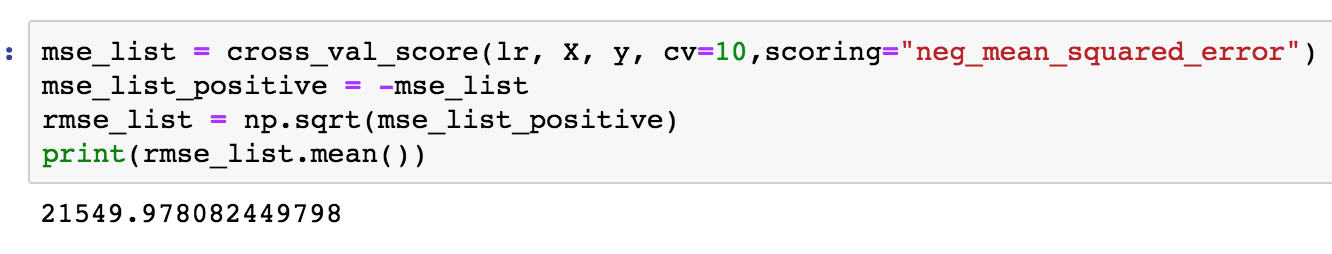 :
mse_list = cross_val_score(lr, X, y, cv=10,scoring="neg_mean_squared_error")
mse_list_positive = -mse_list
rmse_list = np.sqrt(mse_list_positive)
print(rmse_list.mean())
21549.978082449798